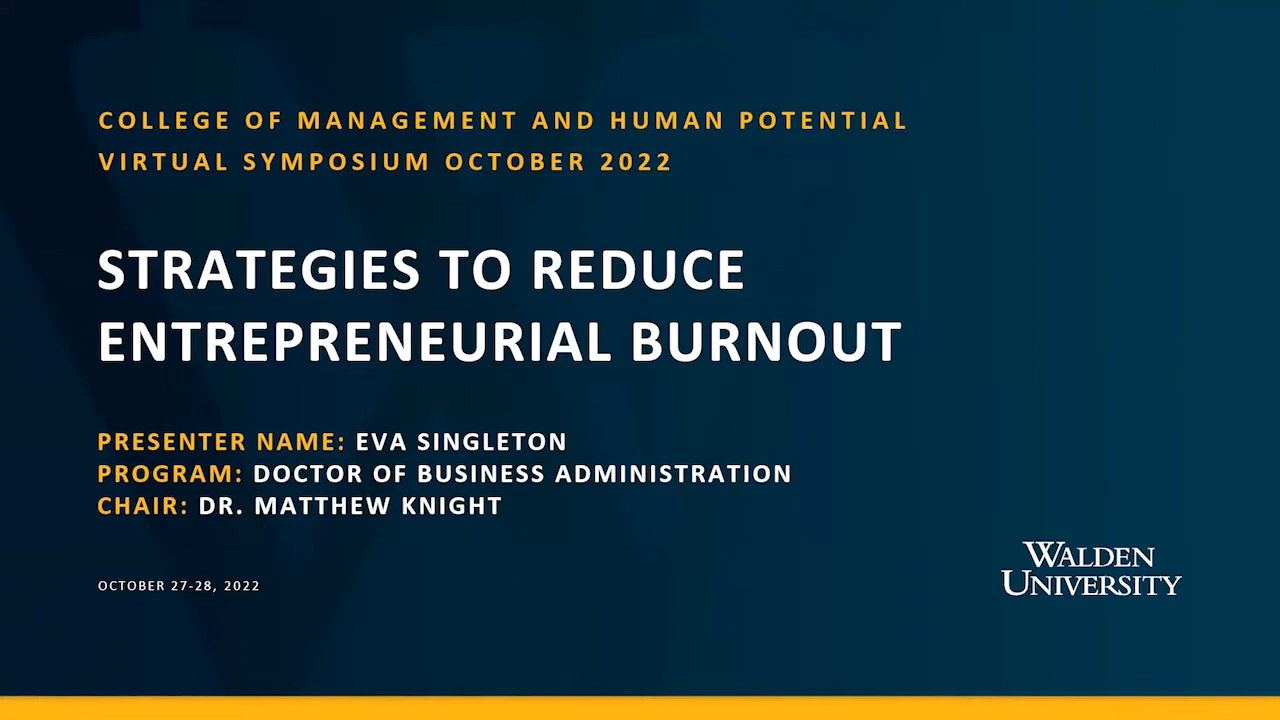 COLLEGE OF MANAGEMENT AND HUMAN POTENTIAL
VIRTUAL SYMPOSIUM OCTOBER 2022
STRATEGIES TO REDUCE
ENTREPRENEURIAL BURNOUT
PRESENTER NAME: EVA SINGLETON
PROGRAM: DOCTOR OF BUSINESS ADMINISTRATION
CHAIR: DR. MATTHEW KNIGHT
OCTOBER 27-28, 2022
WALDEN
UNIVERSITY